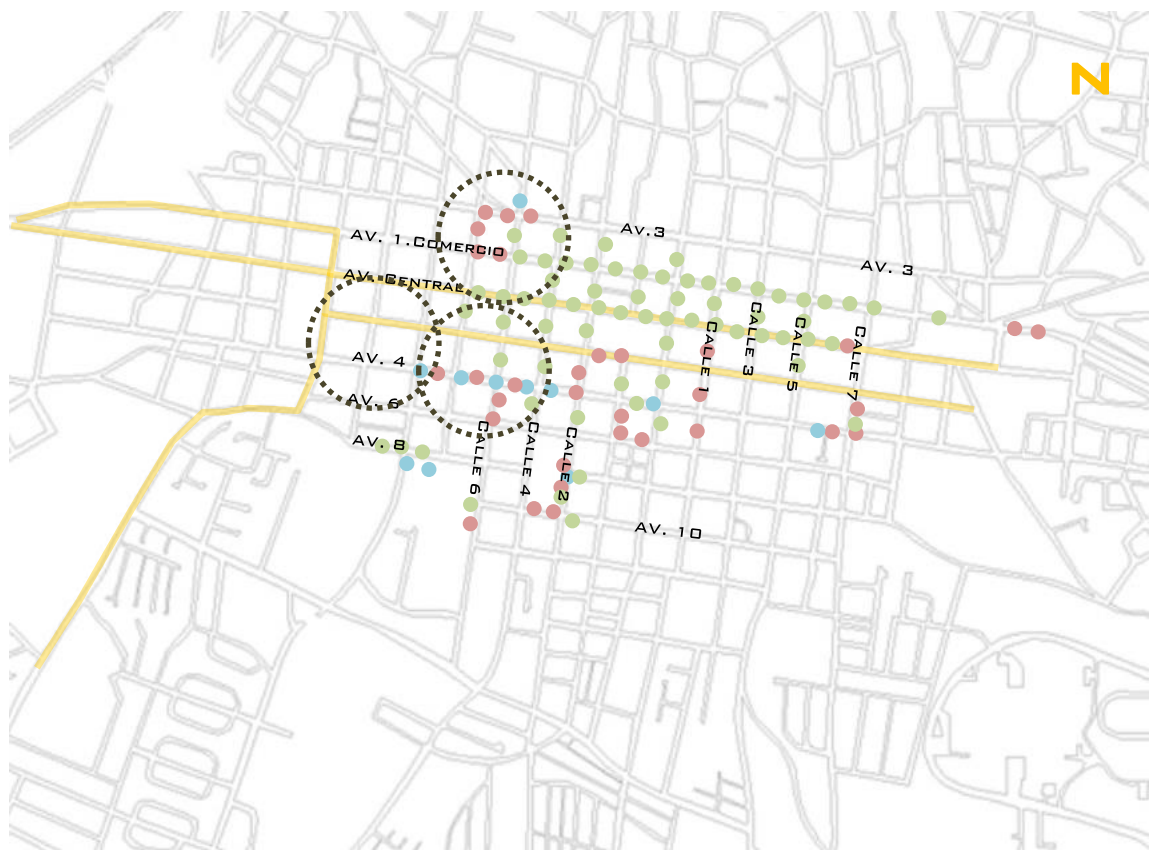 N
Av.3
Av. 1.Comercio
Av. 3
Av. Central
Calle 1
Calle 3
Calle 5
Calle 7
Av. 4
Av. 6
Av. 8
Calle 6
Calle 4
Calle 2
Av. 10